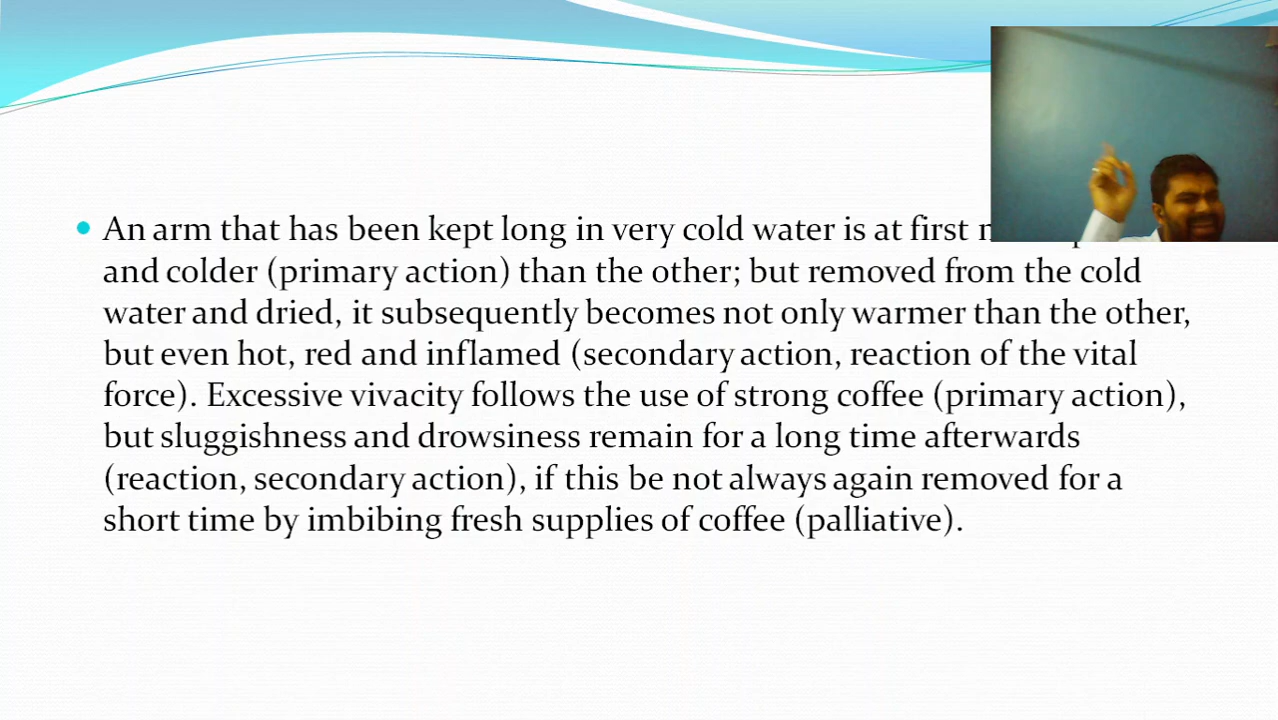 An arm that has been kept long in very cold water is at first
and colder (primary action) than the other; but removed from the cold
water and dried, it subsequently becomes not only warmer than the other,
but even hot, red and inflamed (secondary action, reaction of the vital
force). Excessive vivacity follows the use of strong coffee (primary action),
but sluggishness and drowsiness remain for a long time afterwards
(reaction, secondary action), if this be not always again removed for a
short time by imbibing fresh supplies of coffee (palliative).